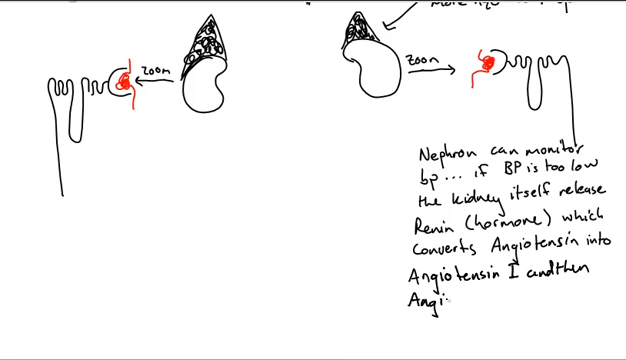 zoom
zoom
Nephron can monitor
bp... if BP is too low
the kidney itself release
Renin (hormone) which
converts Angiotensin into
Angiotensin I and then
Angi